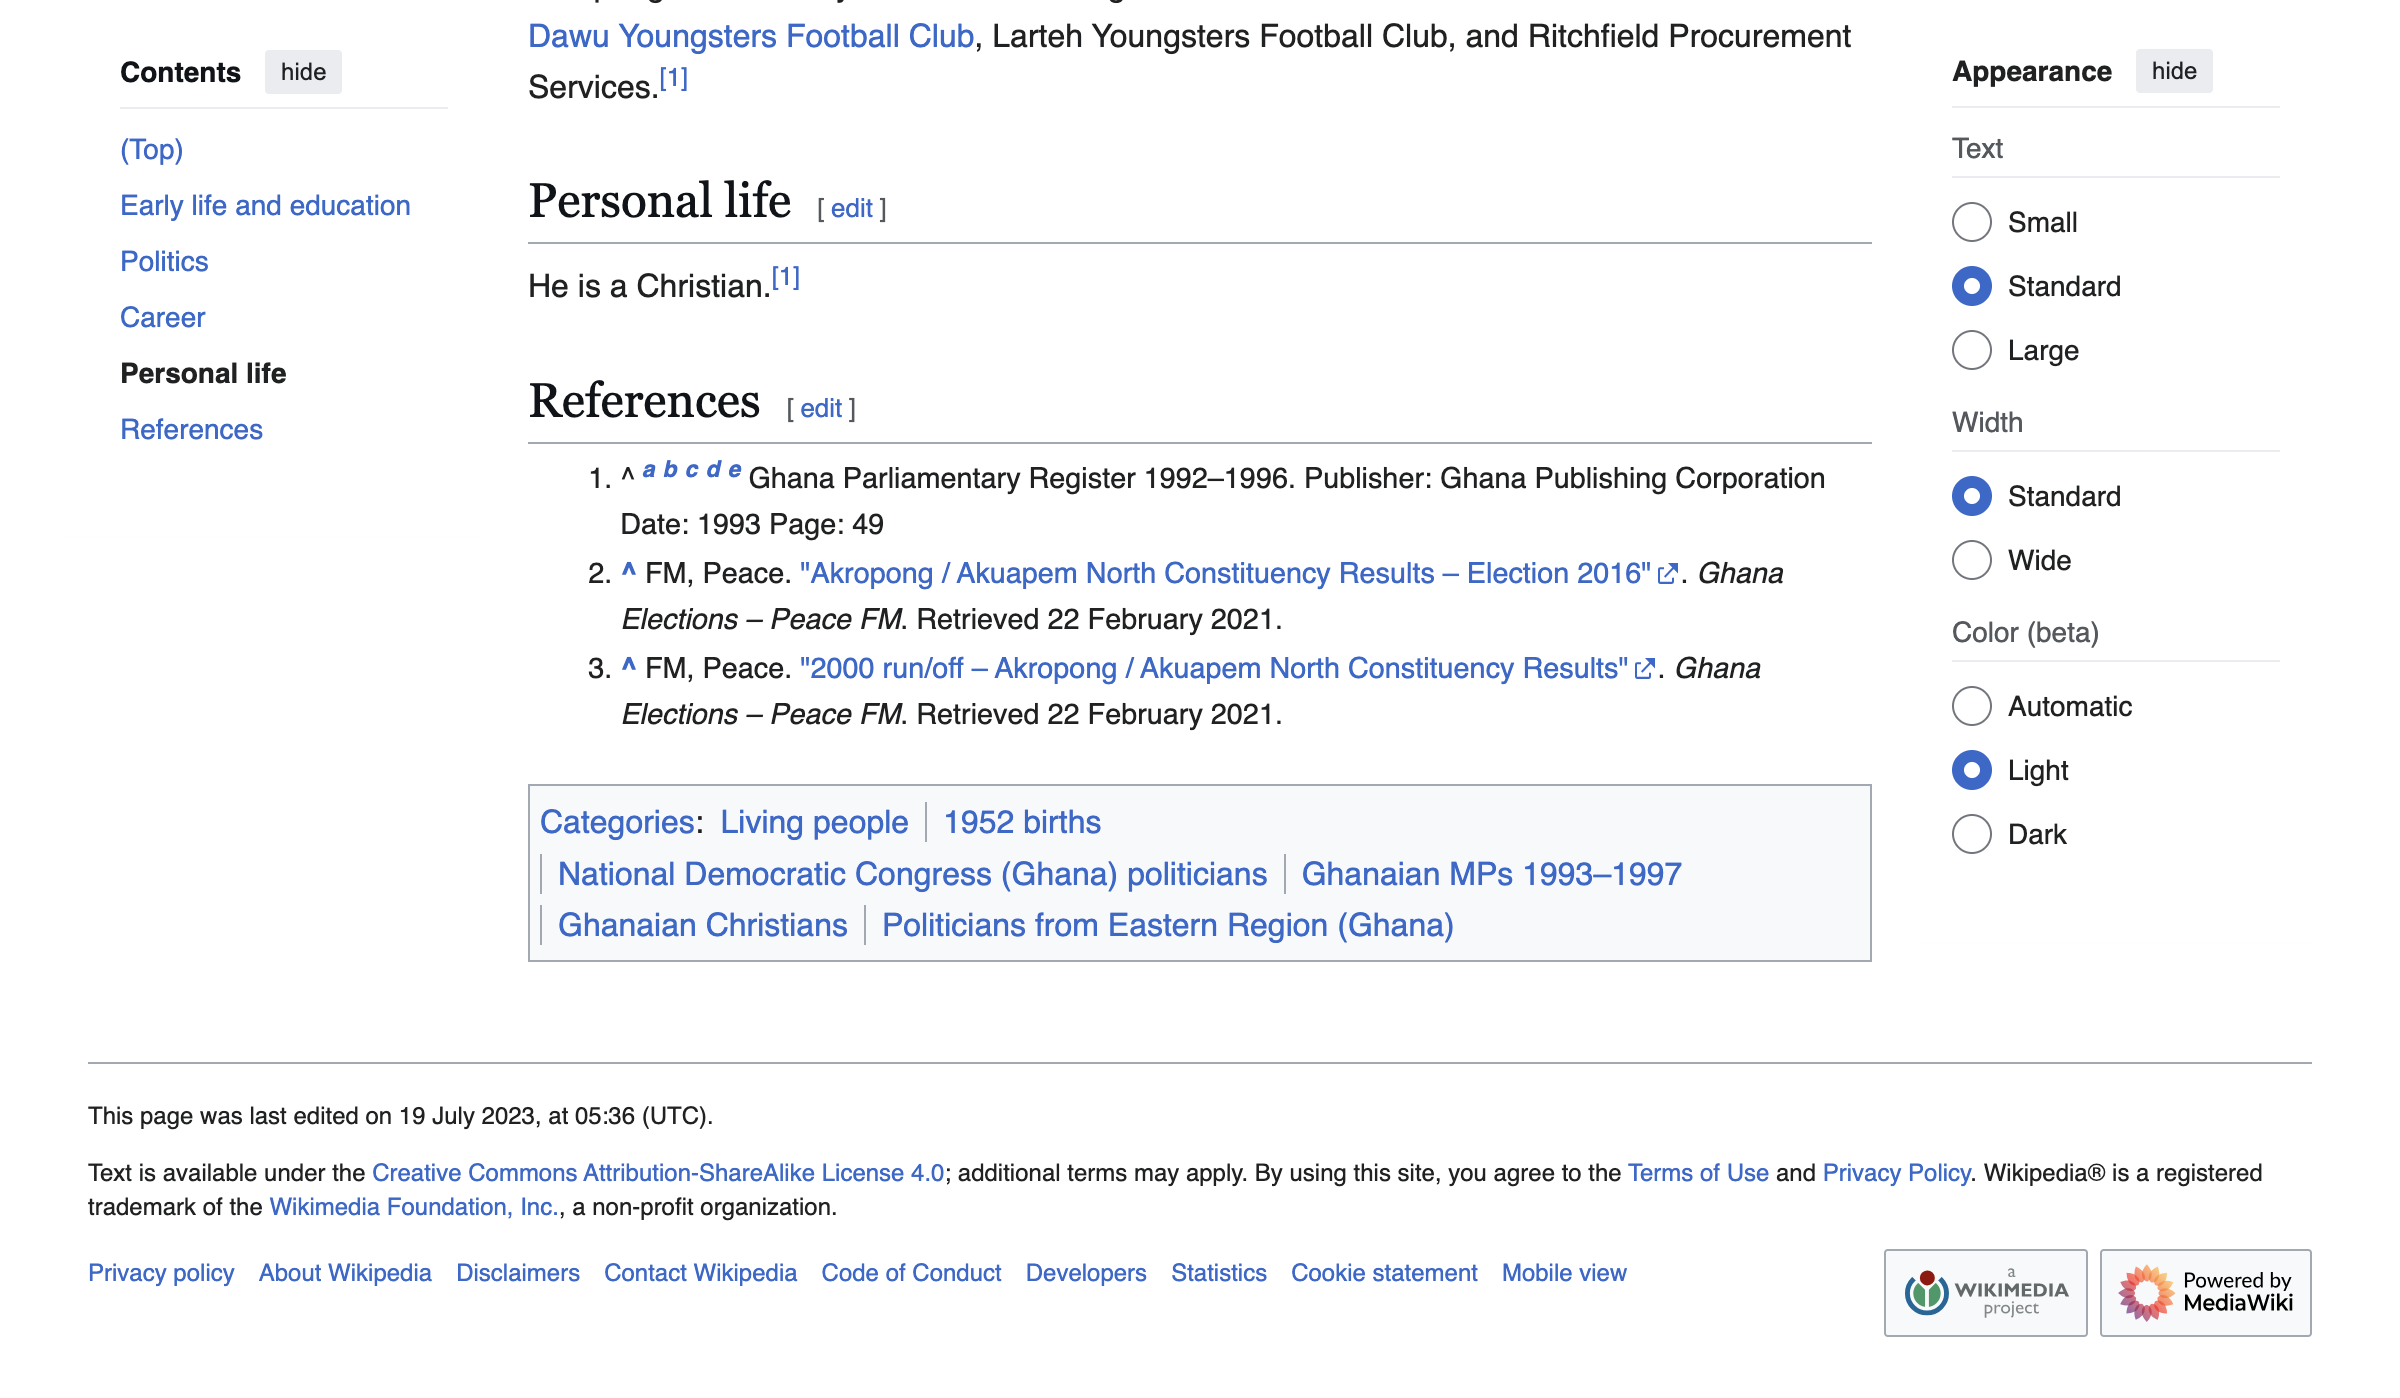 Dawu Youngsters Football Club, Larteh Youngsters Football Club, and Ritchfield Procurement
Services.[1]
Contents hide
(Top)
Early life and education
Politics
Career
Personal life
References
Personal life [ edit ]
He is a Christian.[1]
References [ edit ]
1. ^ a b c d e Ghana Parliamentary Register 1992–1996. Publisher: Ghana Publishing Corporation
Date: 1993 Page: 49
2. ^ FM, Peace. "Akropong / Akuapem North Constituency Results – Election 2016". Ghana
Elections – Peace FM. Retrieved 22 February 2021.
3. ^ FM, Peace. "2000 run/off – Akropong / Akuapem North Constituency Results". Ghana
Elections – Peace FM. Retrieved 22 February 2021.
Categories: Living people | 1952 births
| National Democratic Congress (Ghana) politicians | Ghanaian MPs 1993–1997
| Ghanaian Christians | Politicians from Eastern Region (Ghana)
Appearance hide
Text
Small
Standard
Large
Width
Standard
Wide
Color (beta)
Automatic
Light
Dark
This page was last edited on 19 July 2023, at 05:36 (UTC).
Text is available under the Creative Commons Attribution-ShareAlike License 4.0; additional terms may apply. By using this site, you agree to the Terms of Use and Privacy Policy. Wikipedia® is a registered
trademark of the Wikimedia Foundation, Inc., a non-profit organization.
Privacy policy About Wikipedia Disclaimers Contact Wikipedia Code of Conduct Developers Statistics Cookie statement Mobile view
a
WIKIMEDIA
project
Powered by
MediaWiki